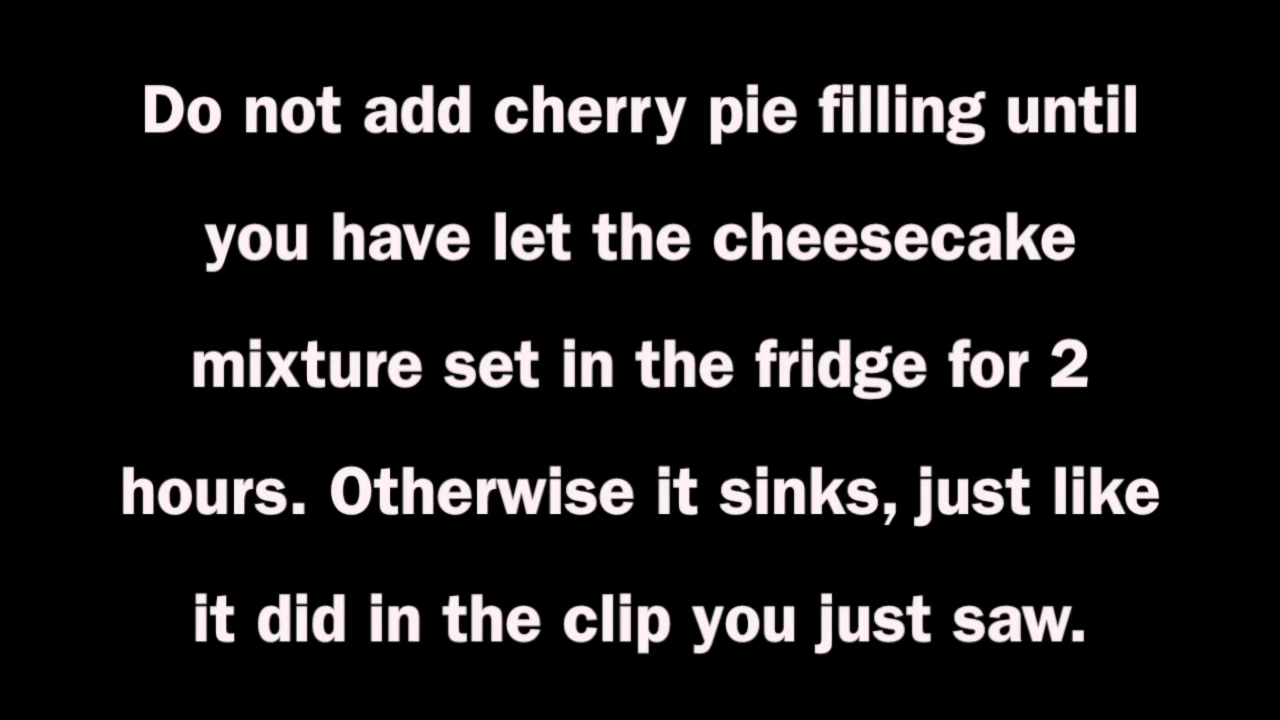 Do not add cherry pie filling until
you have let the cheesecake
mixture set in the fridge for 2
hours. Otherwise it sinks, just like
it did in the clip you just saw.